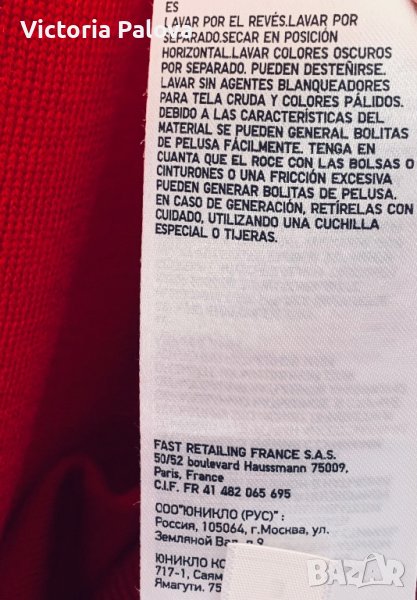 Victoria Palova
ES
LAVAR POR EL REVÉS.LAVAR POR
SEPARADO.SECAR EN POSICIÓN
HORIZONTAL.LAVAR COLORES OSCUROS
POR SEPARADO. PUEDEN DESTEÑIRSE.
LAVAR SIN AGENTES BLANQUEADORES
PARA TELA CRUDA Y COLORES PÁLIDOS.
DEBIDO A LAS CARACTERÍSTICAS DEL
MATERIAL SE PUEDEN GENERAL BOLITAS
DE PELUSA FÁCILMENTE. TENGA EN
CUANTA QUE EL ROCE CON LAS BOLSAS O
CINTURONES O UNA FRICCIÓN EXCESIVA
PUEDEN GENERAR BOLITAS DE PELUSA.
EN CASO DE GENERACIÓN, RETÍRELAS CON
CUIDADO, UTILIZANDO UNA CUCHILLA
ESPECIAL O TIJERAS.
FAST RETAILING FRANCE S.A.S.
50/52 boulevard Haussmann 75009,
Paris, France
C.I.F. FR 41 482 065 695
ООО"ЮНИКЛО (РУС)" :
Россия, 105064, г.Москва, ул.
Земляной
ЮНИКЛО
717-1,
Ямагути. 75
BAZAR